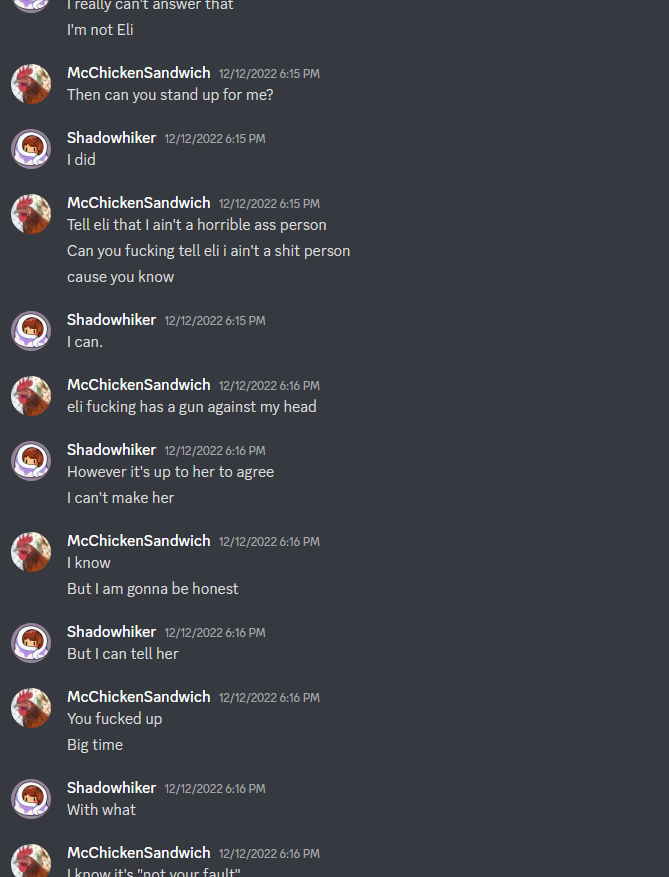 I really can't answer that
I'm not Eli
McChickenSandwich 12/12/2022 6:15 PM
Then can you stand up for me?
Shadowhiker 12/12/2022 6:15 PM
I did
McChickenSandwich 12/12/2022 6:15 PM
Tell eli that I ain't a horrible ass person
Can you fucking tell eli i ain't a shit person
cause you know
Shadowhiker 12/12/2022 6:15 PM
I can.
McChickenSandwich 12/12/2022 6:16 PM
eli fucking has a gun against my head
Shadowhiker 12/12/2022 6:16 PM
However it's up to her to agree
I can't make her
McChickenSandwich 12/12/2022 6:16 PM
I know
But I am gonna be honest
Shadowhiker 12/12/2022 6:16 PM
But I can tell her
McChickenSandwich 12/12/2022 6:16 PM
You fucked up
Big time
Shadowhiker 12/12/2022 6:16 PM
With what
McChickenSandwich 12/12/2022 6:16 PM
I know it's "not your fault"